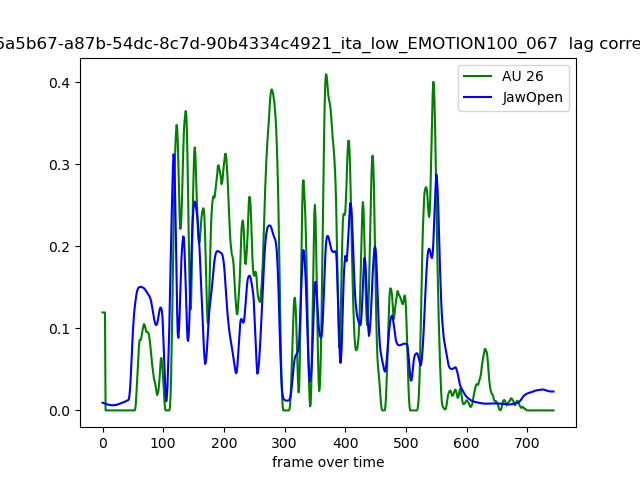 6a5b67-a87b-54dc-8c7d-90b4334c4921_ita_low_EMOTION100_067 lag corre
AU 26
JawOpen
0.4
0.3
0.2
0.1
0.0
0 100 200 300 400 500 600 700
frame over time